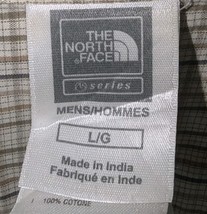 THE
NORTH
FACE
series
MENS/HOMMES
L/G
Made in India
Fabriqué en Inde
100% COTONE